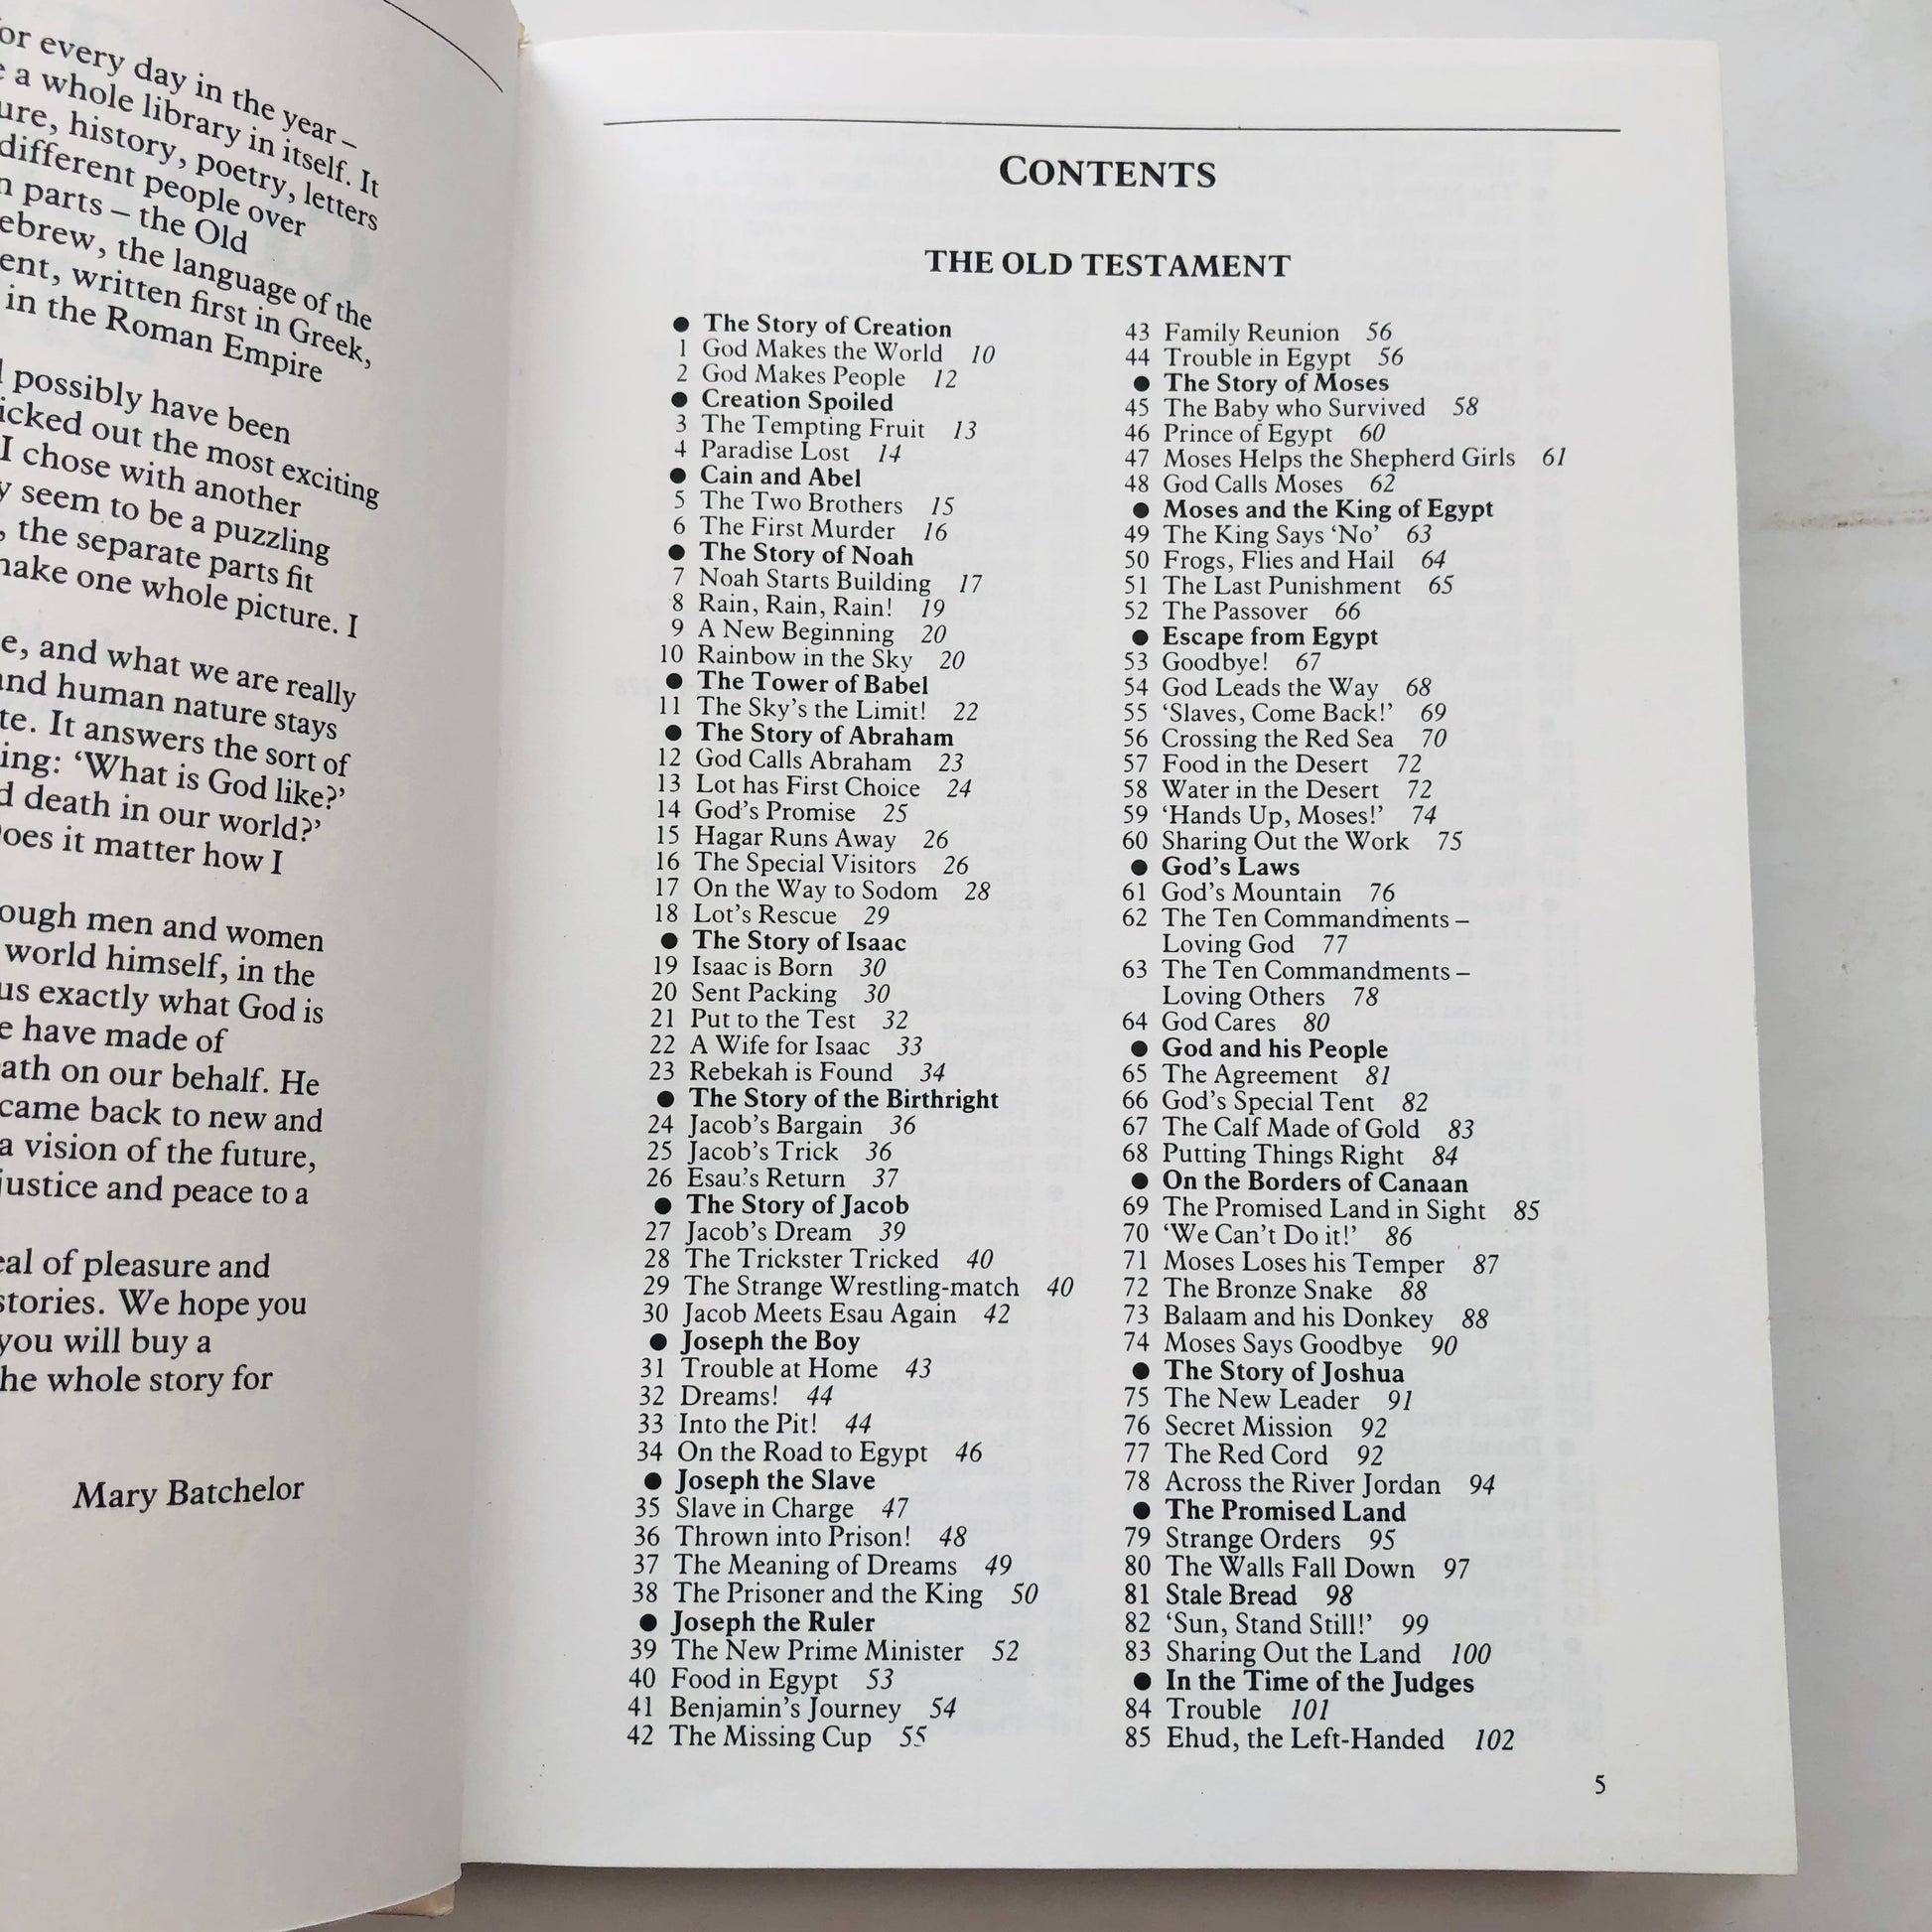 or every day in the year –
a whole library in itself. It
ure, history, poetry, letters
different people over
n parts – the Old
ebrew, the language of the
ent, written first in Greek,
in the Roman Empire
possibly have been
icked out the most exciting
I chose with another
y seem to be a puzzling
, the separate parts fit
make one whole picture. I
e, and what we are really
and human nature stays
te. It answers the sort of
ing: ‘What is God like?’
d death in our world?’
oes it matter how I
ough men and women
world himself, in the
us exactly what God is
e have made of
ath on our behalf. He
came back to new and
a vision of the future,
justice and peace to a
eal of pleasure and
stories. We hope you
you will buy a
he whole story for
Mary Batchelor
CONTENTS
THE OLD TESTAMENT
● The Story of Creation
1 God Makes the World 10
2 God Makes People 12
● Creation Spoiled
3 The Tempting Fruit 13
4 Paradise Lost 14
● Cain and Abel
5 The Two Brothers 15
6 The First Murder 16
● The Story of Noah
7 Noah Starts Building 17
8 Rain, Rain, Rain! 19
9 A New Beginning 20
10 Rainbow in the Sky 20
● The Tower of Babel
11 The Sky’s the Limit! 22
● The Story of Abraham
12 God Calls Abraham 23
13 Lot has First Choice 24
14 God’s Promise 25
15 Hagar Runs Away 26
16 The Special Visitors 26
17 On the Way to Sodom 28
18 Lot’s Rescue 29
● The Story of Isaac
19 Isaac is Born 30
20 Sent Packing 30
21 Put to the Test 32
22 A Wife for Isaac 33
23 Rebekah is Found 34
● The Story of the Birthright
24 Jacob’s Bargain 36
25 Jacob’s Trick 36
26 Esau’s Return 37
● The Story of Jacob
27 Jacob’s Dream 39
28 The Trickster Tricked 40
29 The Strange Wrestling-match 40
30 Jacob Meets Esau Again 42
● Joseph the Boy
31 Trouble at Home 43
32 Dreams! 44
33 Into the Pit! 44
34 On the Road to Egypt 46
● Joseph the Slave
35 Slave in Charge 47
36 Thrown into Prison! 48
37 The Meaning of Dreams 49
38 The Prisoner and the King 50
● Joseph the Ruler
39 The New Prime Minister 52
40 Food in Egypt 53
41 Benjamin’s Journey 54
42 The Missing Cup 55
43 Family Reunion 56
44 Trouble in Egypt 56
● The Story of Moses
45 The Baby who Survived 58
46 Prince of Egypt 60
47 Moses Helps the Shepherd Girls 61
48 God Calls Moses 62
● Moses and the King of Egypt
49 The King Says ‘No’ 63
50 Frogs, Flies and Hail 64
51 The Last Punishment 65
52 The Passover 66
● Escape from Egypt
53 Goodbye! 67
54 God Leads the Way 68
55 ‘Slaves, Come Back!’ 69
56 Crossing the Red Sea 70
57 Food in the Desert 72
58 Water in the Desert 72
59 ‘Hands Up, Moses!’ 74
60 Sharing Out the Work 75
● God’s Laws
61 God’s Mountain 76
62 The Ten Commandments –
Loving God 77
63 The Ten Commandments –
Loving Others 78
64 God Cares 80
● God and his People
65 The Agreement 81
66 God’s Special Tent 82
67 The Calf Made of Gold 83
68 Putting Things Right 84
● On the Borders of Canaan
69 The Promised Land in Sight 85
70 ‘We Can’t Do it!’ 86
71 Moses Loses his Temper 87
72 The Bronze Snake 88
73 Balaam and his Donkey 88
74 Moses Says Goodbye 90
● The Story of Joshua
75 The New Leader 91
76 Secret Mission 92
77 The Red Cord 92
78 Across the River Jordan 94
● The Promised Land
79 Strange Orders 95
80 The Walls Fall Down 97
81 Stale Bread 98
82 ‘Sun, Stand Still!’ 99
83 Sharing Out the Land 100
● In the Time of the Judges
84 Trouble 101
85 Ehud, the Left-Handed 102
5